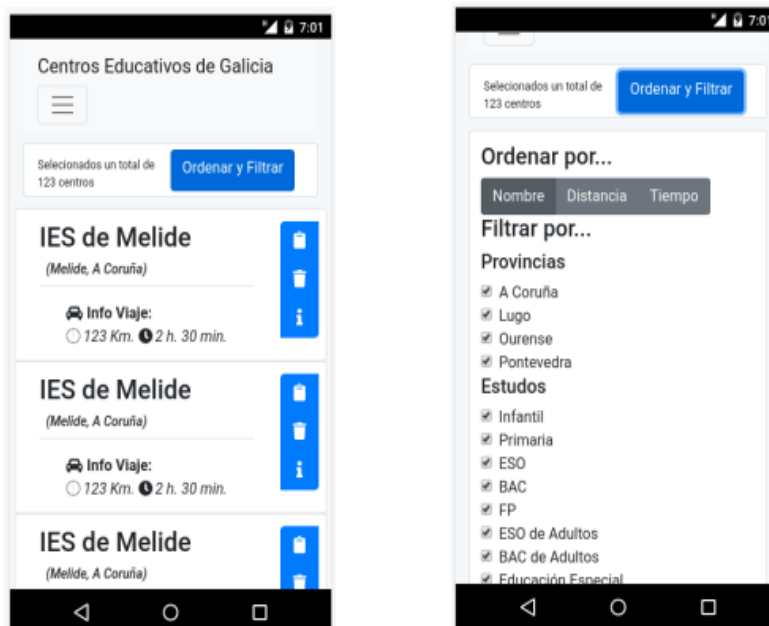 7:01
Centros Educativos de Galicia
Selecionados un total de
123 centros
Ordenar y Filtrar
IES de Melide
(Melide, A Coruña)
Info Viaje:
123 Km. 2 h. 30 min.
IES de Melide
(Melide, A Coruña)
Info Viaje:
123 Km. 2 h. 30 min.
IES de Melide
(Melide, A Coruña)
7:01
Selecionados un total de
123 centros
Ordenar y Filtrar
Ordenar por...
Nombre Distancia Tiempo
Filtrar por...
Provincias
A Coruña
Lugo
Ourense
Pontevedra
Estudos
Infantil
Primaria
ESO
BAC
FP
ESO de Adultos
BAC de Adultos
Educación Especial